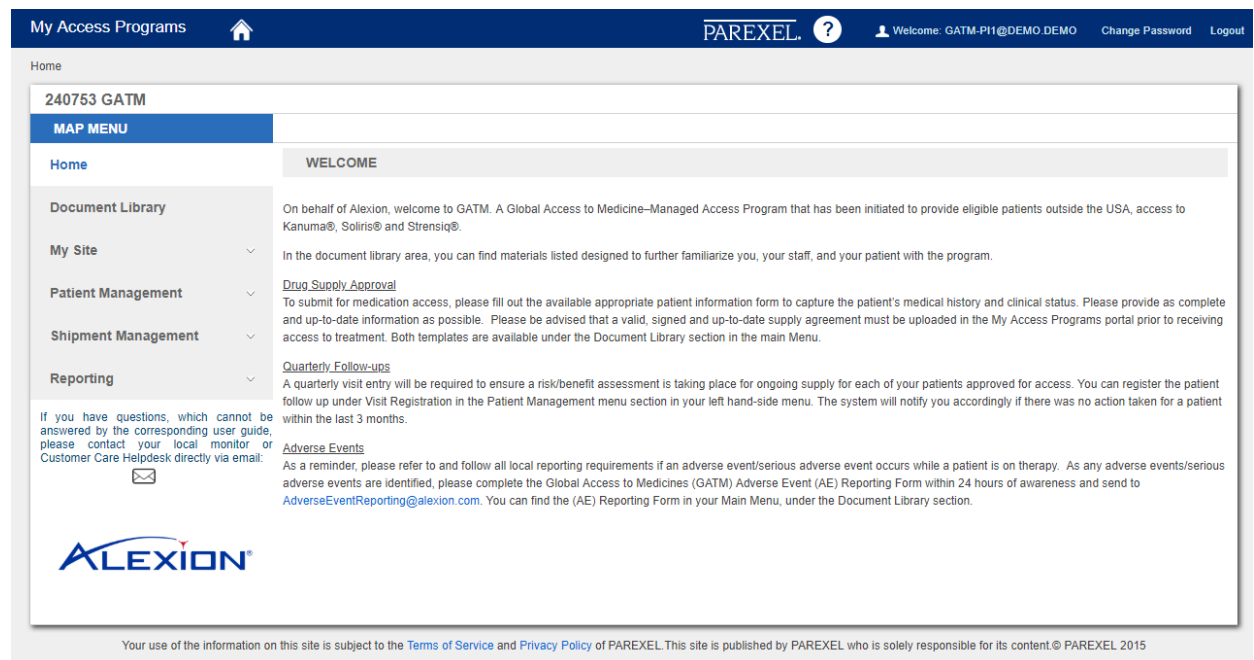 My Access Programs
PAREXEL.
?
Welcome: GATM-PI1@DEMO.DEMO
Change Password
Logout
Home
240753 GATM
MAP MENU
Home
Document Library
My Site
Patient Management
Shipment Management
Reporting
If you have questions, which cannot be
answered by the corresponding user guide,
please contact your local monitor or
Customer Care Helpdesk directly via email:
ALEXION®
WELCOME
On behalf of Alexion, welcome to GATM. A Global Access to Medicine–Managed Access Program that has been initiated to provide eligible patients outside the USA, access to
Kanuma®, Soliris® and Strensiq®.
In the document library area, you can find materials listed designed to further familiarize you, your staff, and your patient with the program.
Drug Supply Approval
To submit for medication access, please fill out the available appropriate patient information form to capture the patient's medical history and clinical status. Please provide as complete
and up-to-date information as possible. Please be advised that a valid, signed and up-to-date supply agreement must be uploaded in the My Access Programs portal prior to receiving
access to treatment. Both templates are available under the Document Library section in the main Menu.
Quarterly Follow-ups
A quarterly visit entry will be required to ensure a risk/benefit assessment is taking place for ongoing supply for each of your patients approved for access. You can register the patient
follow up under Visit Registration in the Patient Management menu section in your left hand-side menu. The system will notify you accordingly if there was no action taken for a patient
within the last 3 months.
Adverse Events
As a reminder, please refer to and follow all local reporting requirements if an adverse event/serious adverse event occurs while a patient is on therapy. As any adverse events/serious
adverse events are identified, please complete the Global Access to Medicines (GATM) Adverse Event (AE) Reporting Form within 24 hours of awareness and send to
AdverseEventReporting@alexion.com. You can find the (AE) Reporting Form in your Main Menu, under the Document Library section.
Your use of the information on this site is subject to the Terms of Service and Privacy Policy of PAREXEL.This site is published by PAREXEL who is solely responsible for its content.© PAREXEL 2015